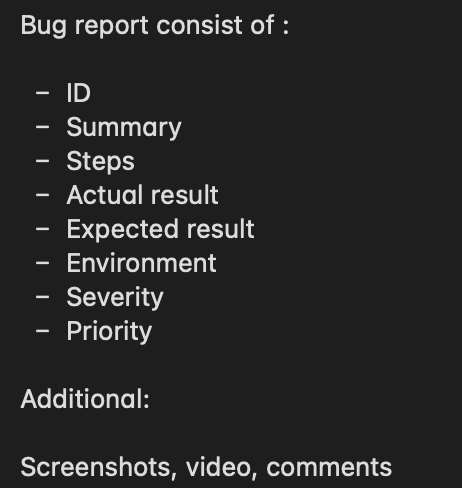 Bug report consist of :
– ID
– Summary
– Steps
– Actual result
– Expected result
– Environment
– Severity
– Priority
Additional:
Screenshots, video, comments